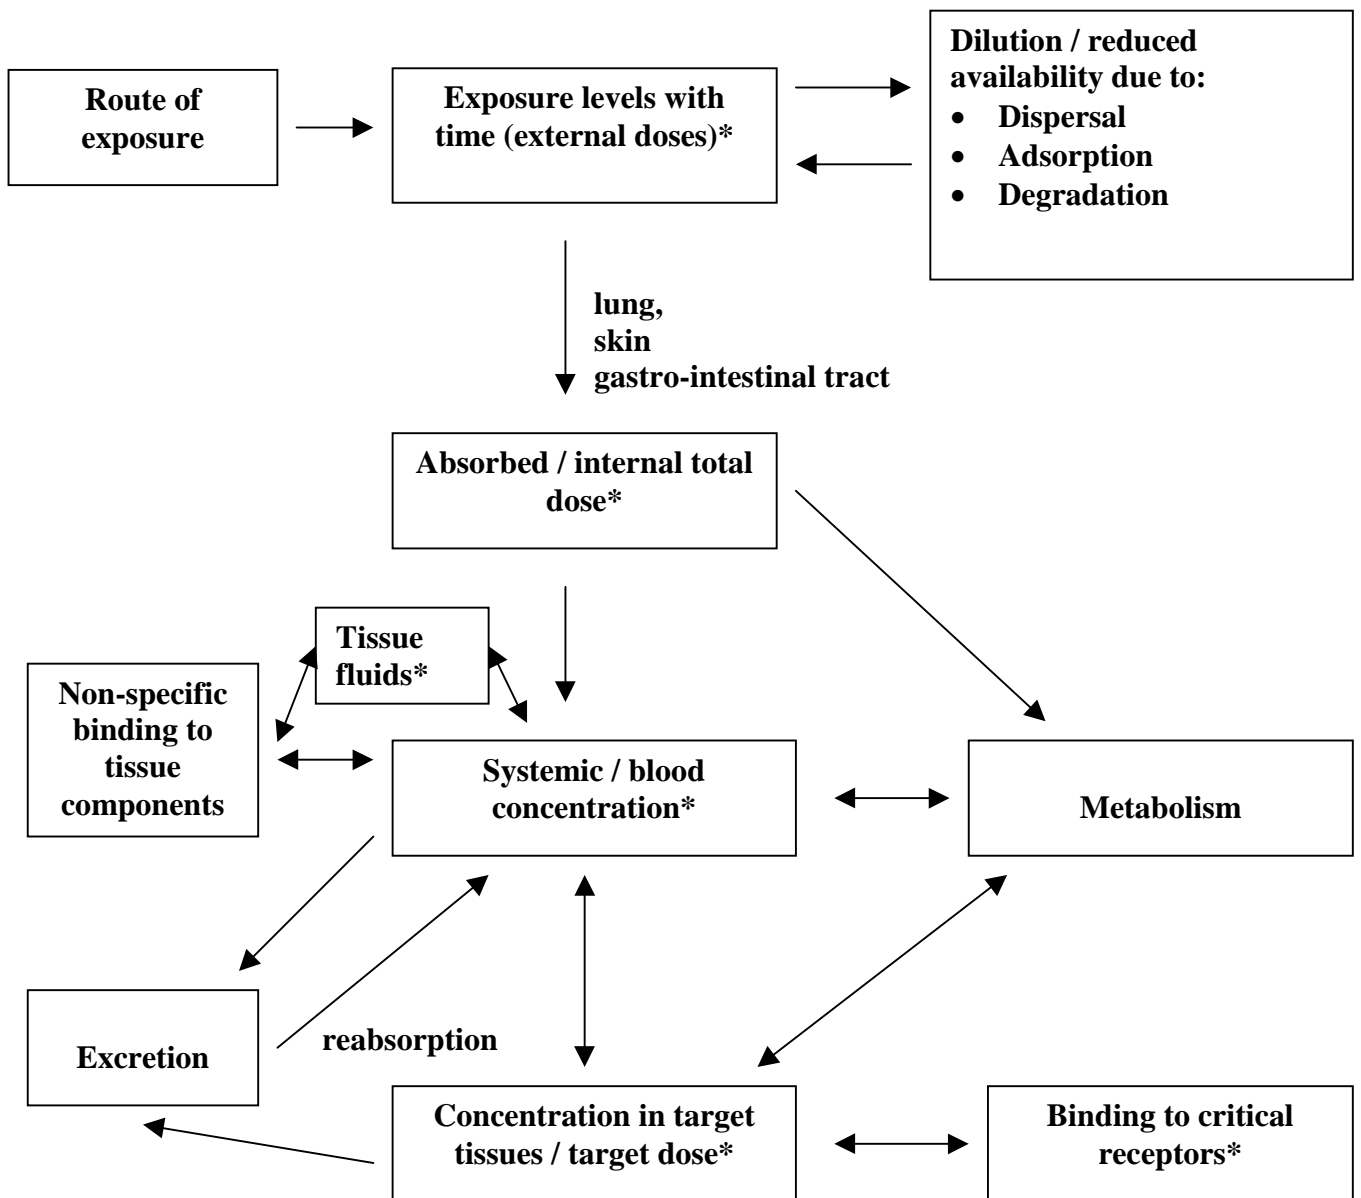 Route of
exposure
Exposure levels with
time (external doses)*
Dilution / reduced
availability due to:
• Dispersal
• Adsorption
• Degradation
lung,
skin
gastro-intestinal tract
Absorbed / internal total
dose*
Tissue
fluids*
Non-specific
binding to
tissue
components
Systemic / blood
concentration*
Metabolism
Excretion
reabsorption
Concentration in target
tissues / target dose*
Binding to critical
receptors*